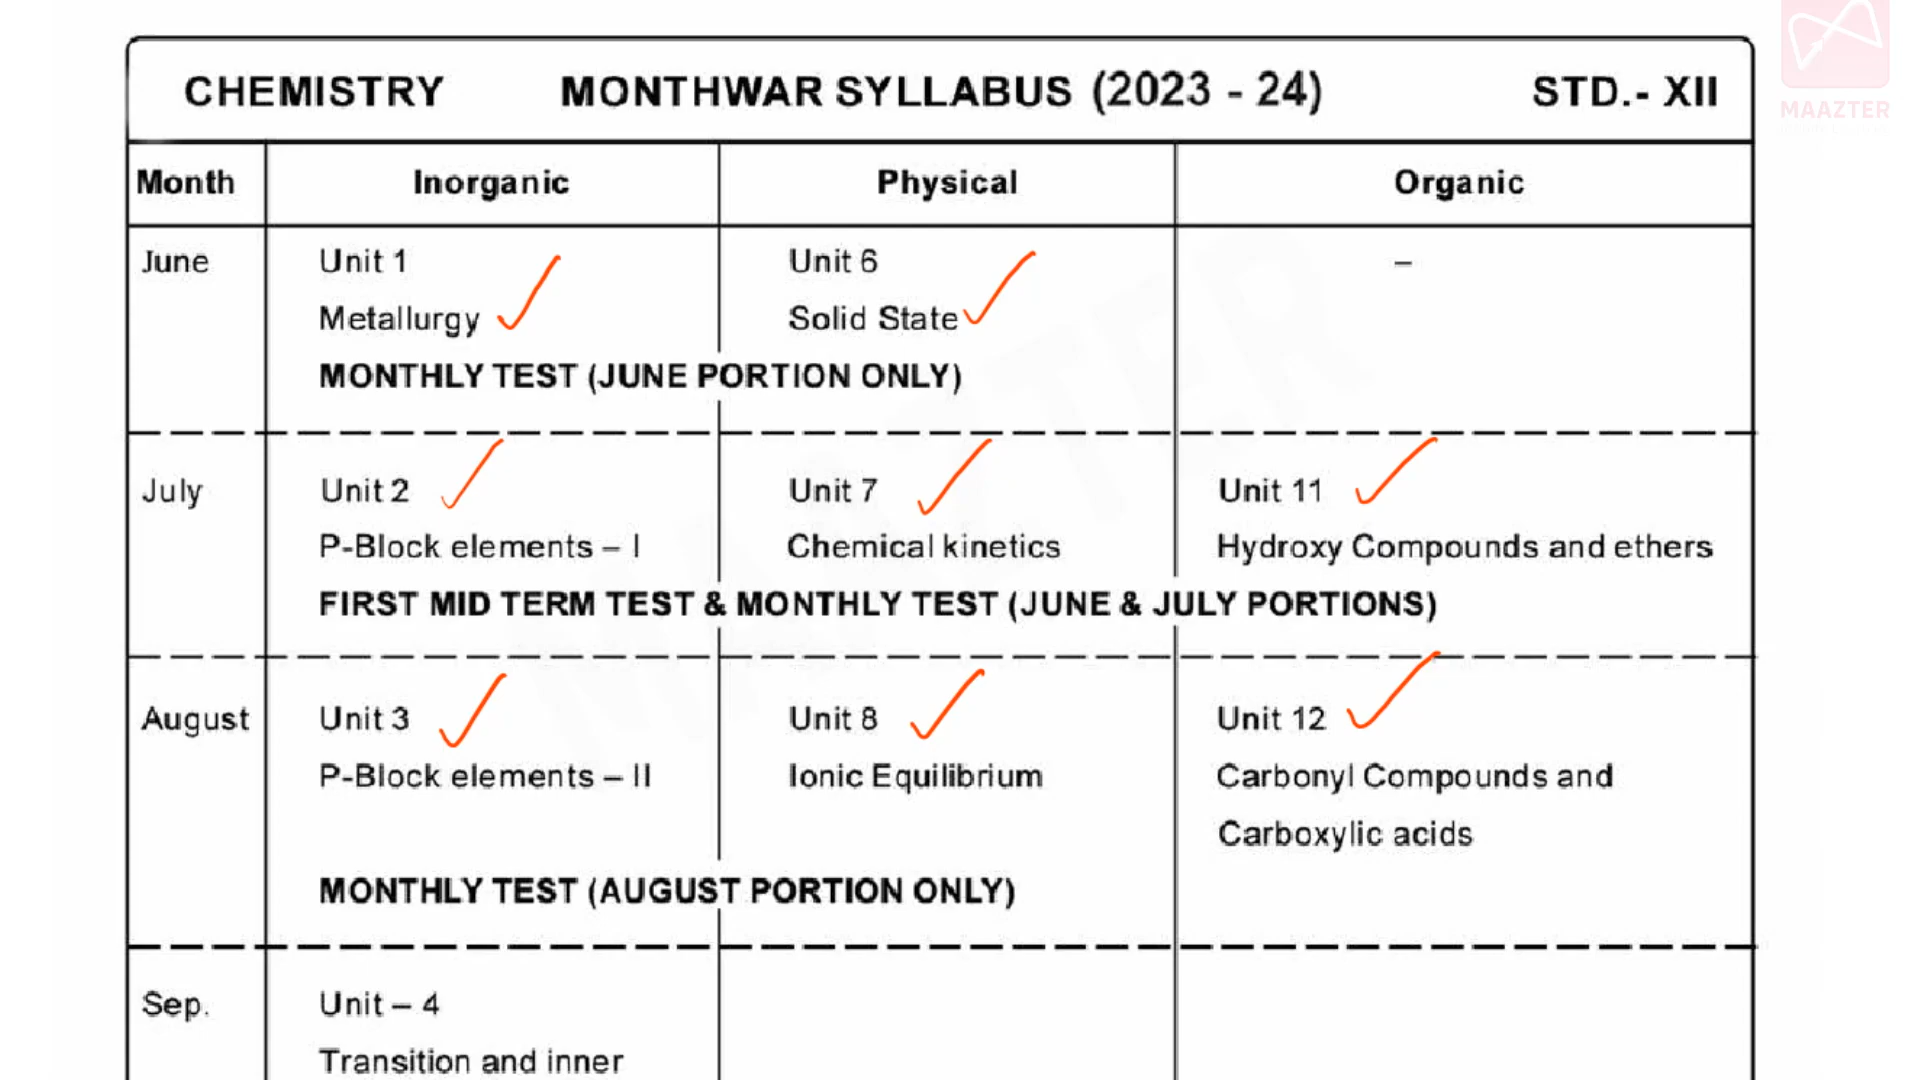 MAAZTER
CHEMISTRY MONTHWAR SYLLABUS (2023 - 24) STD.- XII
Month Inorganic Physical Organic
June Unit 1 Unit 6 –
Metallurgy Solid State
MONTHLY TEST (JUNE PORTION ONLY)
July Unit 2 Unit 7 Unit 11
P-Block elements – I Chemical kinetics Hydroxy Compounds and ethers
FIRST MID TERM TEST & MONTHLY TEST (JUNE & JULY PORTIONS)
August Unit 3 Unit 8 Unit 12
P-Block elements – II Ionic Equilibrium Carbonyl Compounds and
Carboxylic acids
MONTHLY TEST (AUGUST PORTION ONLY)
Sep. Unit – 4
Transition and inner
MAAZTER